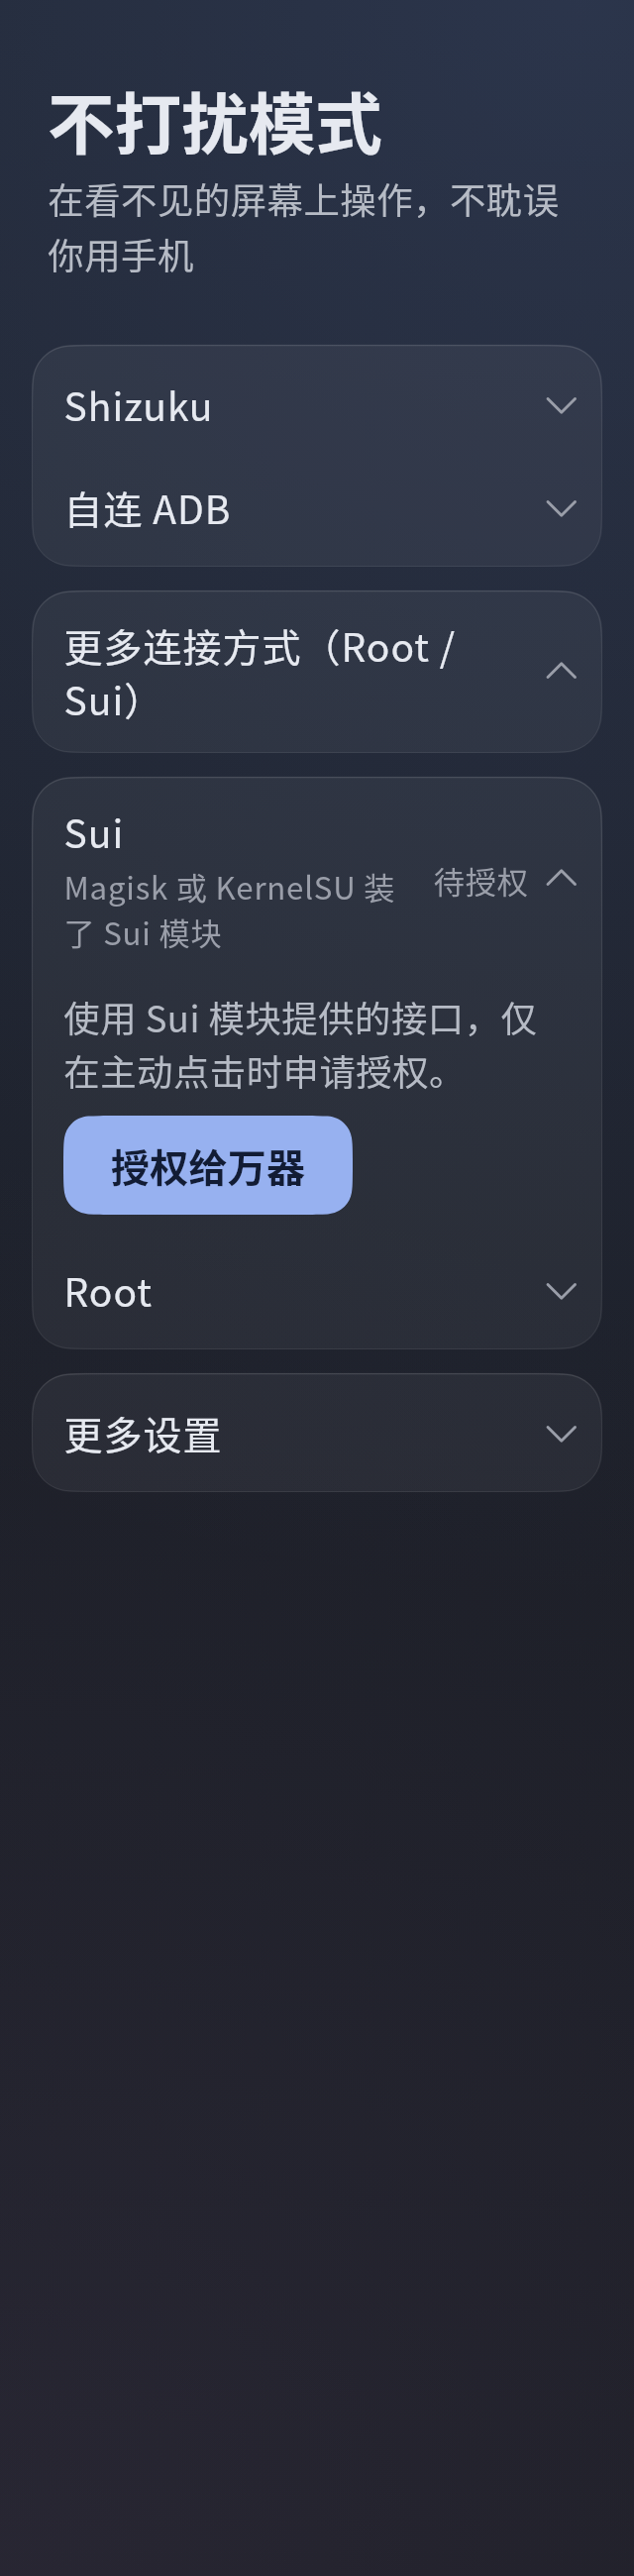 不打扰模式
在看不见的屏幕上操作，不耽误
你用手机
Shizuku
自连 ADB
更多连接方式（Root /
Sui）
Sui
Magisk 或 KernelSU 装
了 Sui 模块
待授权
使用 Sui 模块提供的接口，仅
在主动点击时申请授权。
授权给万器
Root
更多设置